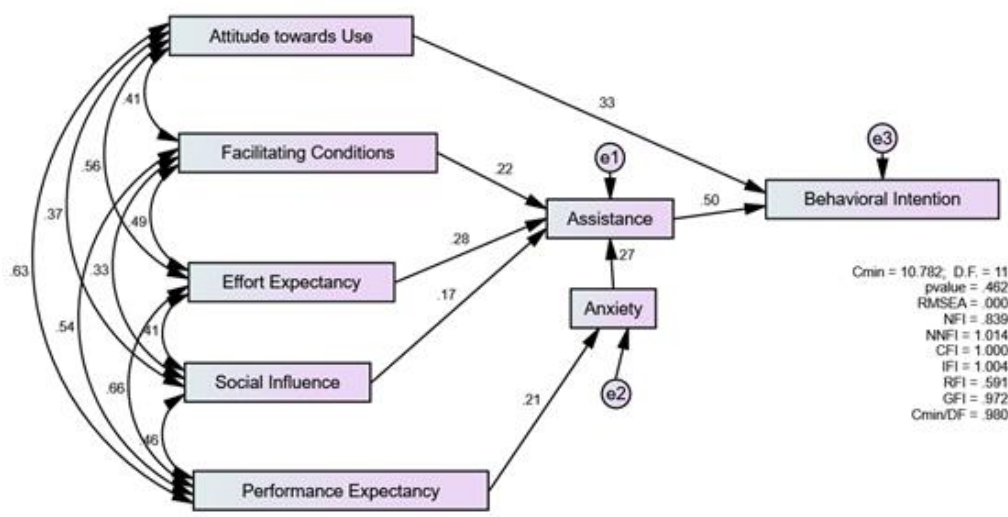 Attitude towards Use
.41
33
e3
Facilitating Conditions
e1
.22
.56
Behavioral Intention
.50
Assistance
.37
.49
.28
.27
.33
.63
Effort Expectancy
Anxiety
.17
.54
.41
Social Influence
e2
.66
.21
.46
Performance Expectancy
Cmin = 10.782; D.F. = 11
pvalue = .462
RMSEA = .000
NFI = .839
NNFI = 1.014
CFI = 1.000
IFI = 1.004
RFI = .591
GFI = .972
Cmin/DF = .980